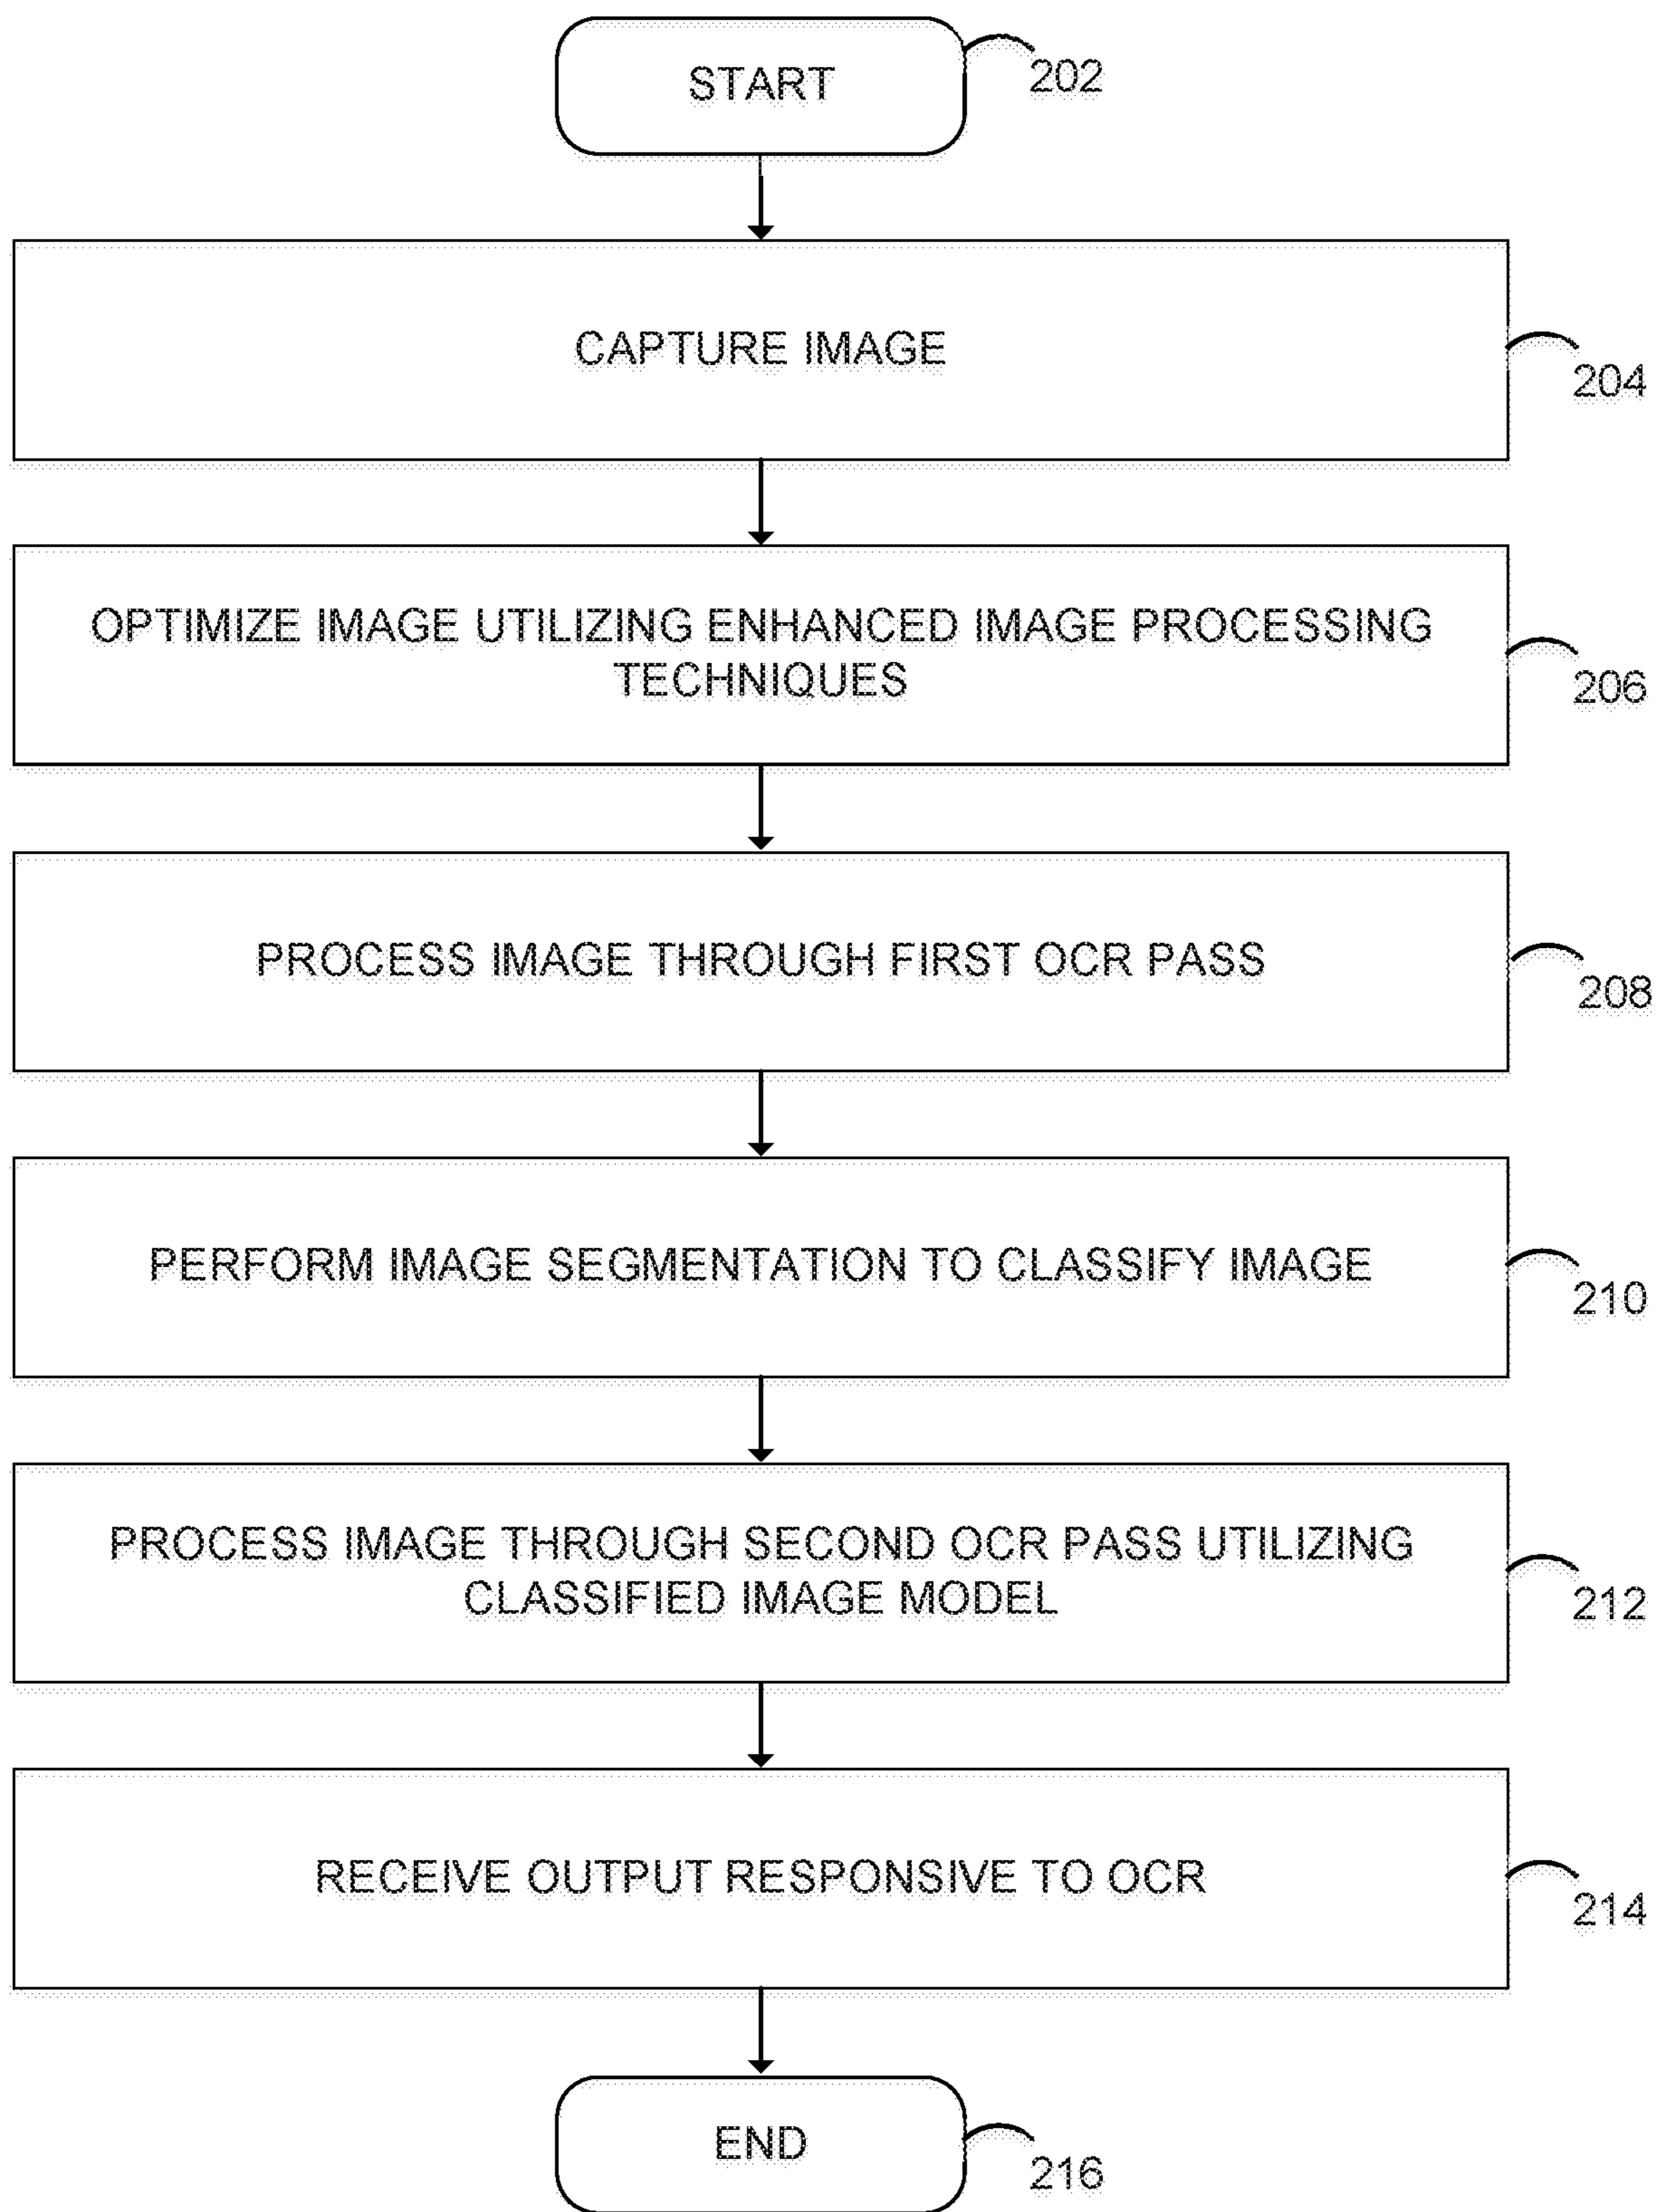 START
202
CAPTURE IMAGE
204
OPTIMIZE IMAGE UTILIZING ENHANCED IMAGE PROCESSING
TECHNIQUES
206
PROCESS IMAGE THROUGH FIRST OCR PASS
208
PERFORM IMAGE SEGMENTATION TO CLASSIFY IMAGE
210
PROCESS IMAGE THROUGH SECOND OCR PASS UTILIZING
CLASSIFIED IMAGE MODEL
212
RECEIVE OUTPUT RESPONSIVE TO OCR
214
END
216